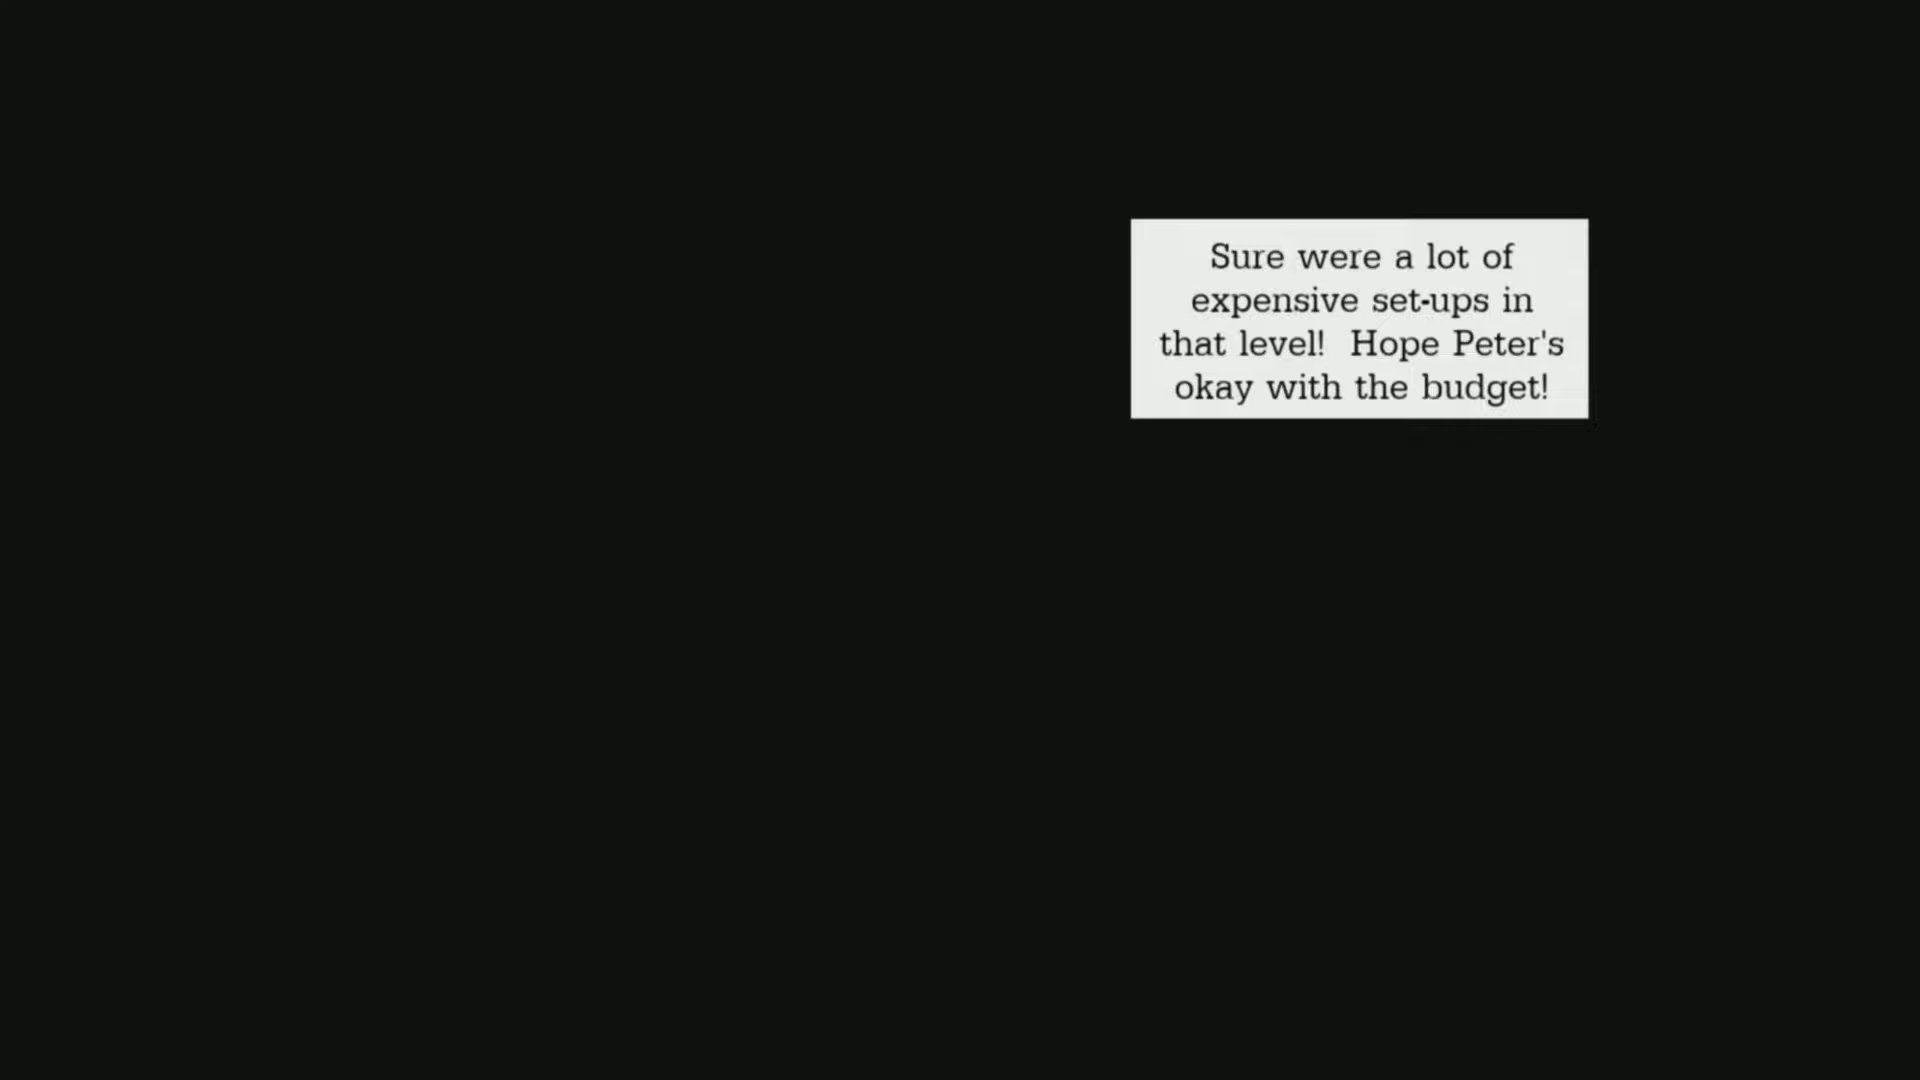 Sure were a lot of
expensive set-ups in
that level!  Hope Peter's
okay with the budget!